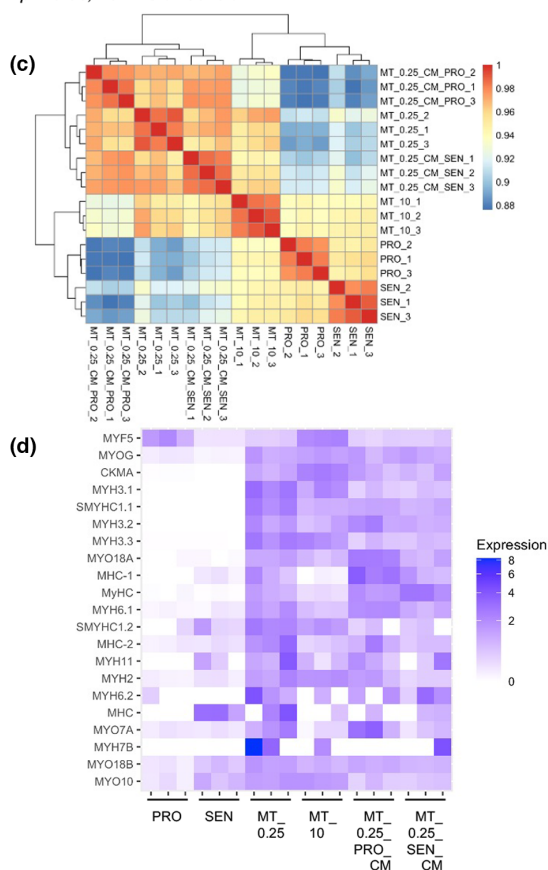 (c)
MT_0.25_CM_PRO_2
MT_0.25_CM_PRO_1
MT_0.25_CM_PRO_3
MT_0.25_2
MT_0.25_1
MT_0.25_3
MT_0.25_CM_SEN_1
MT_0.25_CM_SEN_2
MT_0.25_CM_SEN_3
MT_10_1
MT_10_2
MT_10_3
PRO_2
PRO_1
PRO_3
SEN_2
SEN_1
SEN_3
1
0.98
0.96
0.94
0.92
0.9
0.88
MT_0.25_CM_PRO_2
MT_0.25_CM_PRO_1
MT_0.25_CM_PRO_3
MT_0.25_2
MT_0.25_1
MT_0.25_3
MT_0.25_CM_SEN_1
MT_0.25_CM_SEN_2
MT_0.25_CM_SEN_3
MT_10_1
MT_10_2
MT_10_3
PRO_2
PRO_1
PRO_3
SEN_2
SEN_1
SEN_3
(d)
MYF5
MYOG
CKMA
MYH3.1
SMYHC1.1
MYH3.2
MYH3.3
MYO18A
MHC-1
MyHC
MYH6.1
SMYHC1.2
MHC-2
MYH11
MYH2
MYH6.2
MHC
MYO7A
MYH7B
MYO18B
MYO10
Expression
8
6
4
2
0
PRO
SEN
MT_
0.25
MT_
10
MT_
0.25_
PRO_
CM
MT_
0.25_
SEN_
CM